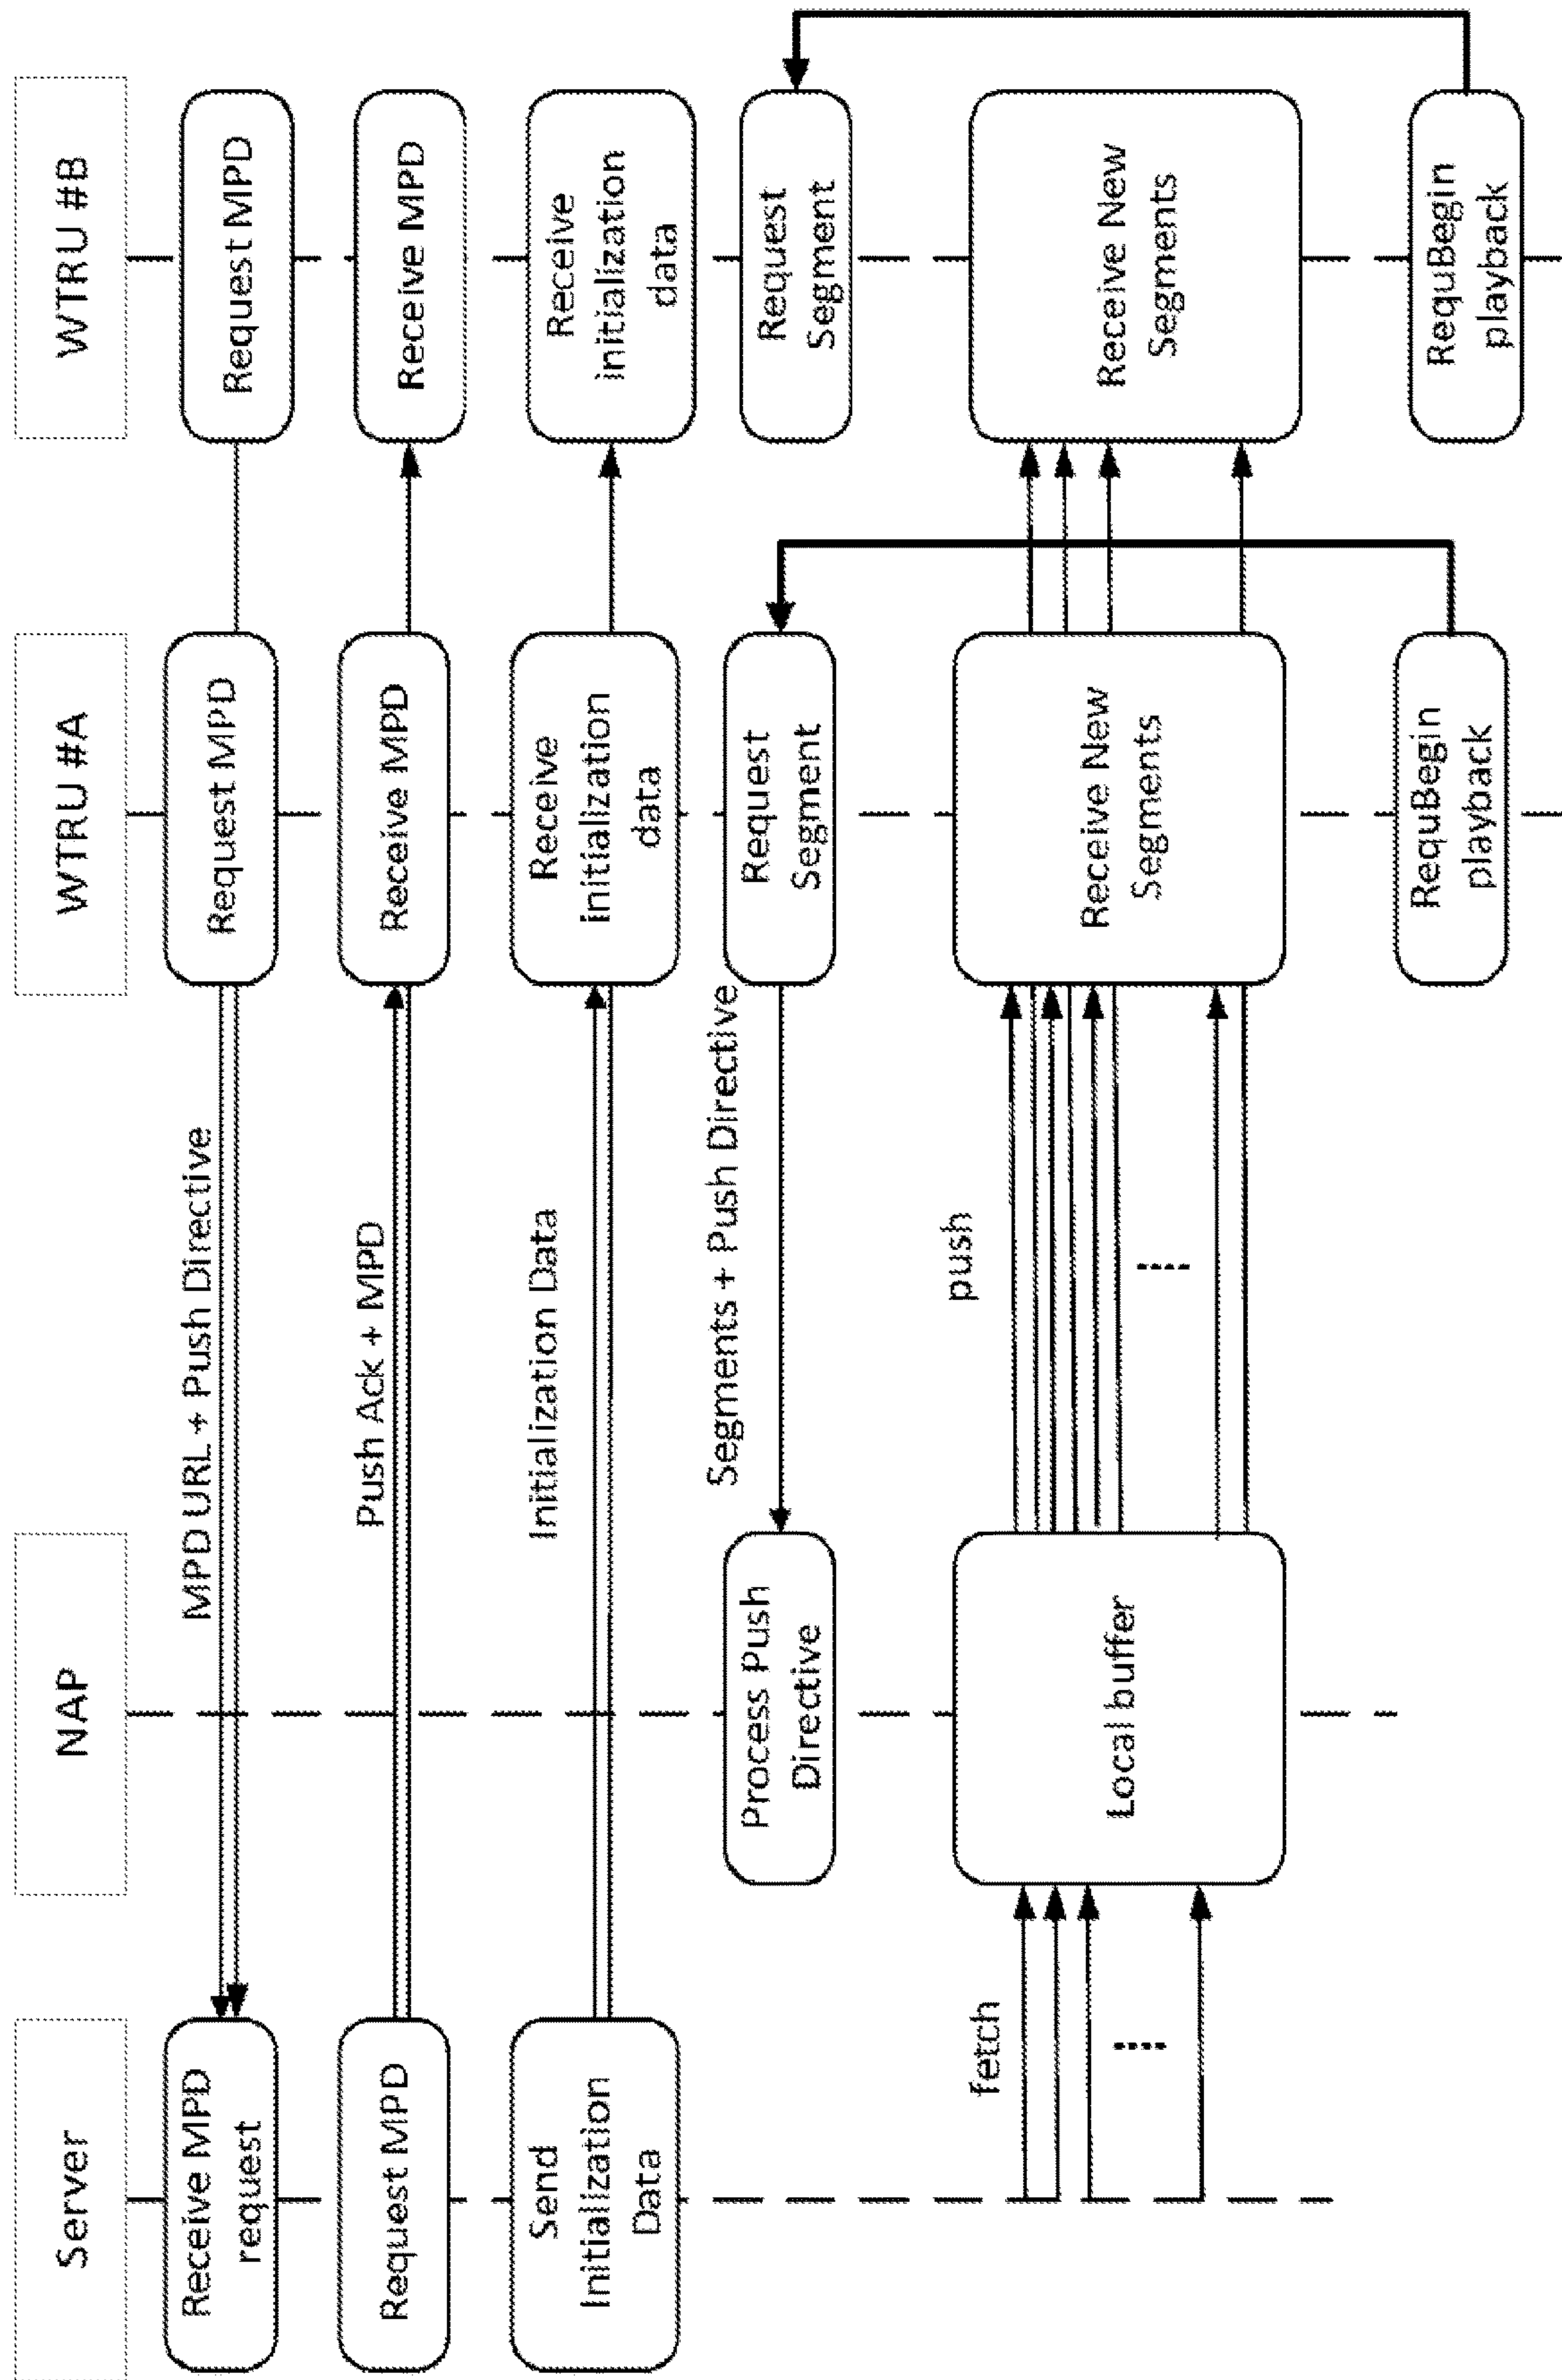 Server
NAP
WTRU #A
WTRU #B
Receive MPD
request
MPD URL + Push Directive
Request MPD
Request MPD
Request MPD
Push Ack + MPD
Receive MPD
Receive MPD
Send
Initialization
Data
Initialization Data
Receive
initialization
data
Receive
initialization
data
Process Push
Directive
Segments + Push Directive
Request
Segment
Request
Segment
fetch
....
Local buffer
push
....
Receive New
Segments
Receive New
Segments
RequBegin
playback
RequBegin
playback